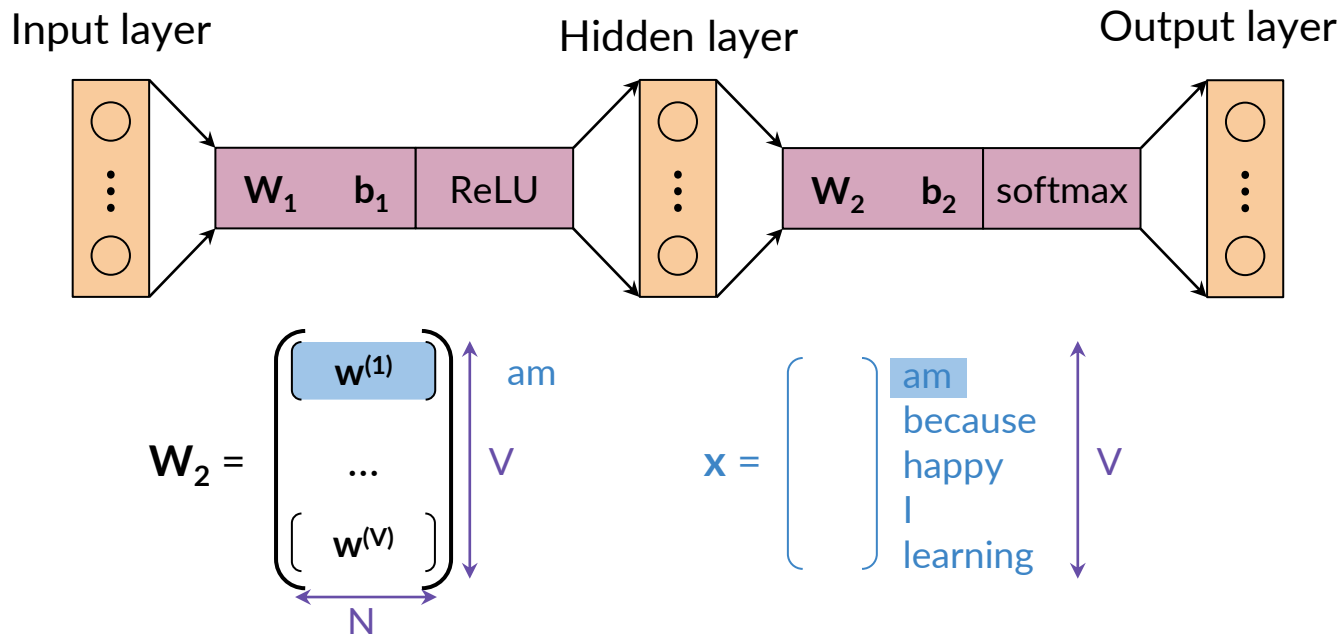 Input layer
Hidden layer
Output layer
W₁ b₁ ReLU
W₂ b₂ softmax
W₂ =
w⁽¹⁾
...
w⁽ⱽ⁾
V
N
am
x =
am
because
happy
I
learning
V